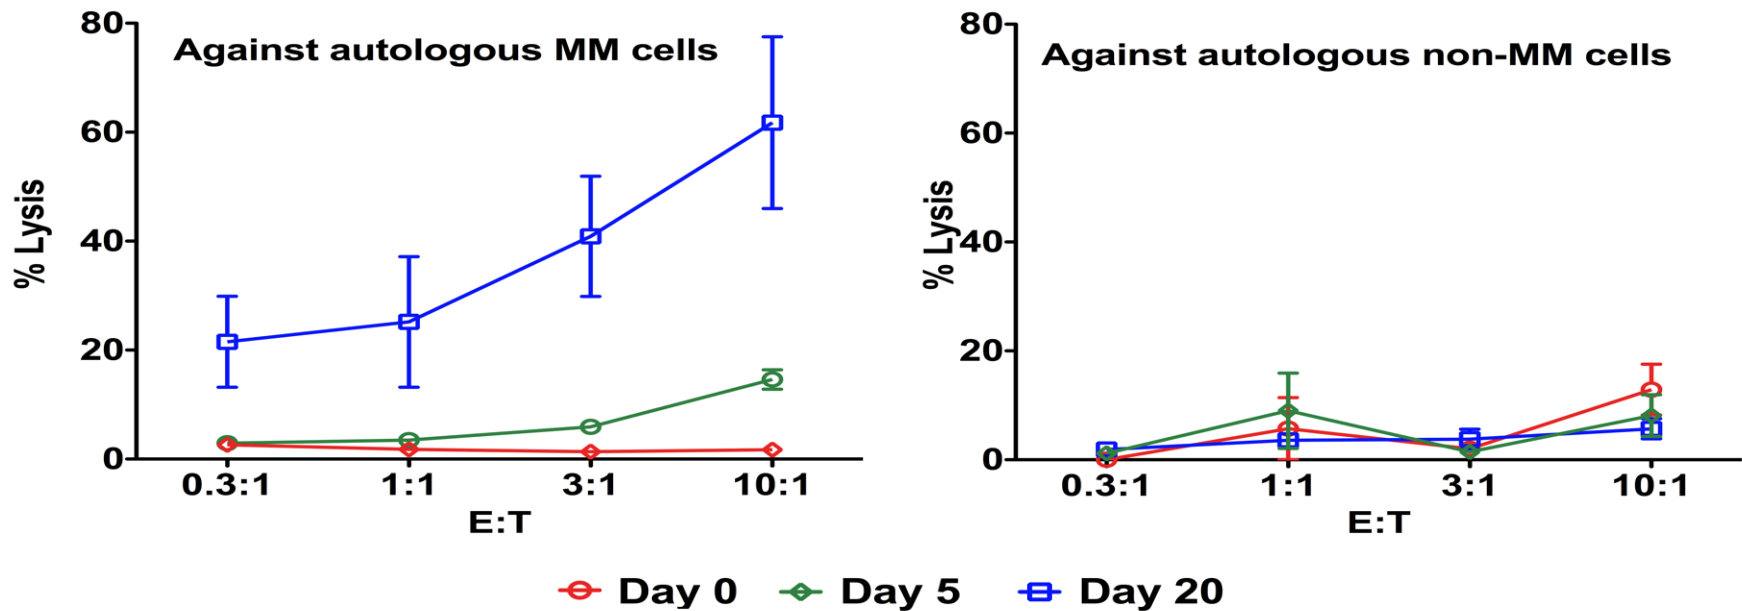 Against autologous MM cells
% Lysis
80
60
40
20
0
0.3:1 1:1 3:1 10:1
E:T
Against autologous non-MM cells
% Lysis
80
60
40
20
0
0.3:1 1:1 3:1 10:1
E:T
Day 0 Day 5 Day 20